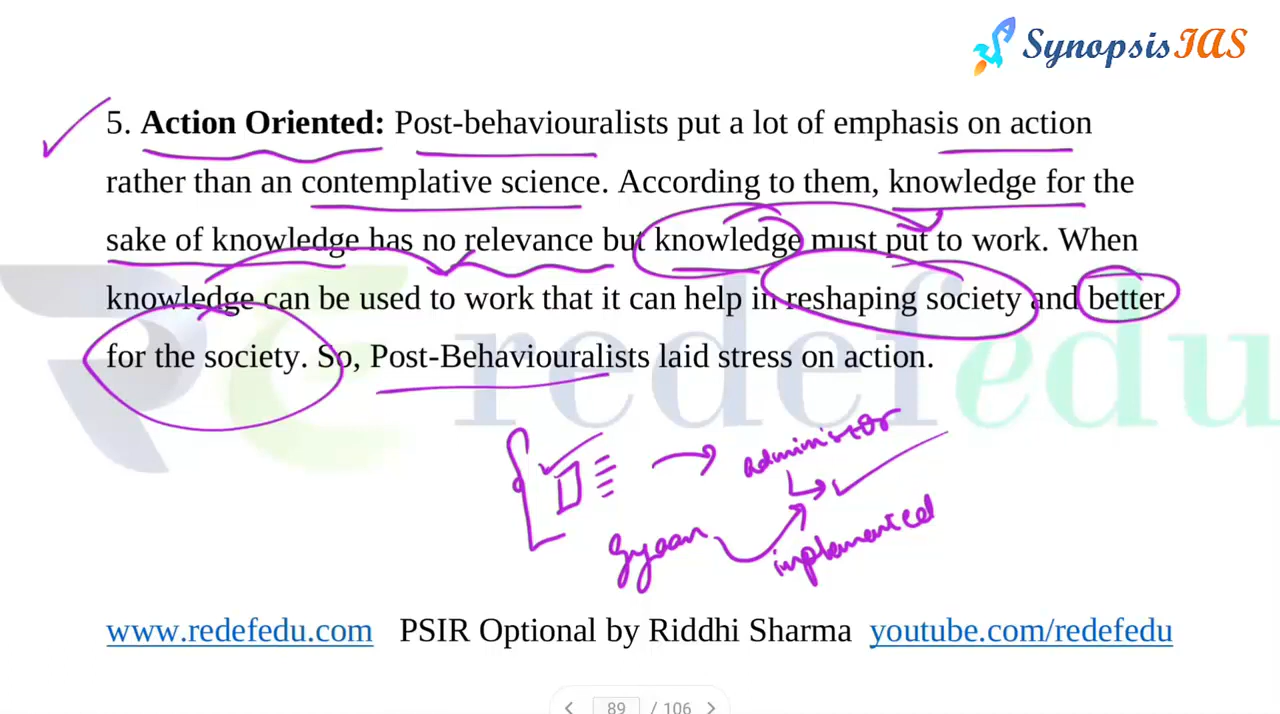 SynopsisIAS
5. Action Oriented: Post-behaviouralists put a lot of emphasis on action
rather than an contemplative science. According to them, knowledge for the
sake of knowledge has no relevance but knowledge must put to work. When
knowledge can be used to work that it can help in reshaping society and better
for the society. So, Post-Behaviouralists laid stress on action.
redefedu
administor
gyaan
implemented
www.redefedu.com PSIR Optional by Riddhi Sharma youtube.com/redefedu
89 / 106